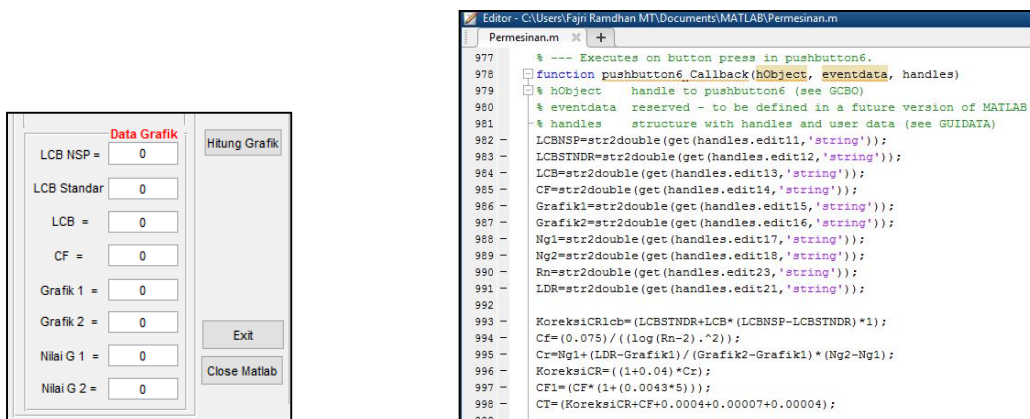 Data Grafik
LCB NSP = 0
Hitung Grafik
LCB Standar 0
LCB = 0
CF = 0
Grafik 1 = 0
Grafik 2 = 0
Exit
Nilai G 1 = 0
Close Matlab
Nilai G 2 = 0
Editor - C:\Users\Fajri Ramdhan MT\Documents\MATLAB\Permesinan.m
Permesinan.m × +
977 % --- Executes on button press in pushbutton6.
978 function pushbutton6_Callback(hObject, eventdata, handles)
979 % hObject    handle to pushbutton6 (see GCBO)
980 % eventdata  reserved - to be defined in a future version of MATLAB
981 % handles    structure with handles and user data (see GUIDATA)
982 - LCBNSP=str2double(get(handles.edit11,'string'));
983 - LCBSTNDR=str2double(get(handles.edit12,'string'));
984 - LCB=str2double(get(handles.edit13,'string'));
985 - CF=str2double(get(handles.edit14,'string'));
986 - Grafik1=str2double(get(handles.edit15,'string'));
987 - Grafik2=str2double(get(handles.edit16,'string'));
988 - Ng1=str2double(get(handles.edit17,'string'));
989 - Ng2=str2double(get(handles.edit18,'string'));
990 - Rn=str2double(get(handles.edit23,'string'));
991 - LDR=str2double(get(handles.edit21,'string'));
992
993 - KoreksiCRlcb=(LCBSTNDR+LCB*(LCBNSP-LCBSTNDR)*1);
994 - Cf=(0.075)/((log(Rn-2).^2));
995 - Cr=Ng1+(LDR-Grafik1)/(Grafik2-Grafik1)*(Ng2-Ng1);
996 - KoreksiCR=((1+0.04)*Cr);
997 - CF1=(CF*(1+(0.0043*5)));
998 - CT=(KoreksiCR+CF+0.0004+0.00007+0.00004);